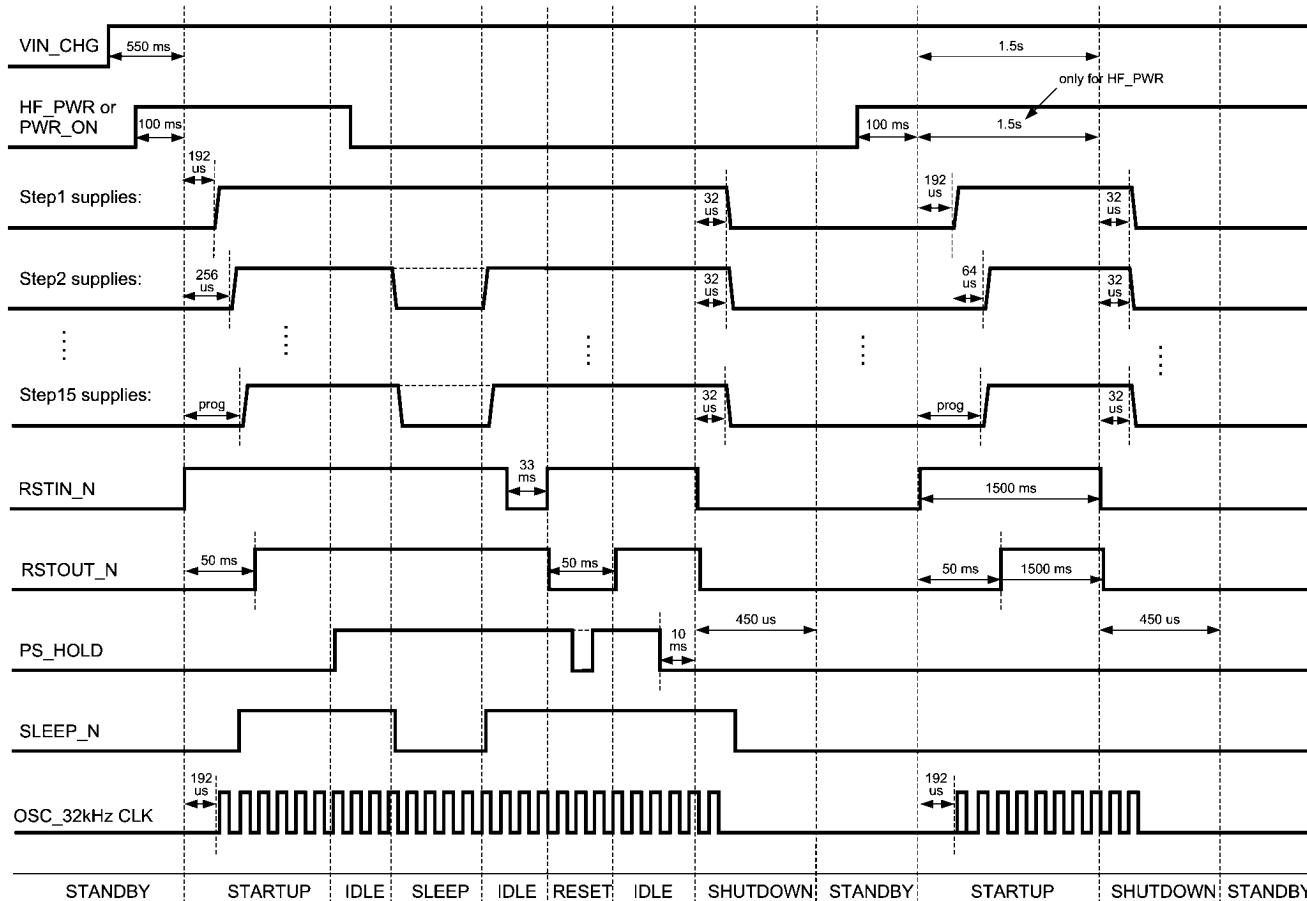 VIN_CHG
550 ms
1.5s
only for HF_PWR
HF_PWR or
PWR_ON
100 ms
100 ms
1.5s
192
us
Step1 supplies:
32
us
192
us
32
us
Step2 supplies:
256
us
32
us
64
us
32
us
Step15 supplies:
prog
32
us
prog
32
us
RSTIN_N
33
ms
1500 ms
RSTOUT_N
50 ms
50 ms
50 ms
1500 ms
PS_HOLD
10
ms
450 us
450 us
SLEEP_N
OSC_32kHz CLK
192
us
192
us
STANDBY STARTUP IDLE SLEEP IDLE RESET IDLE SHUTDOWN STANDBY STARTUP SHUTDOWN STANDBY